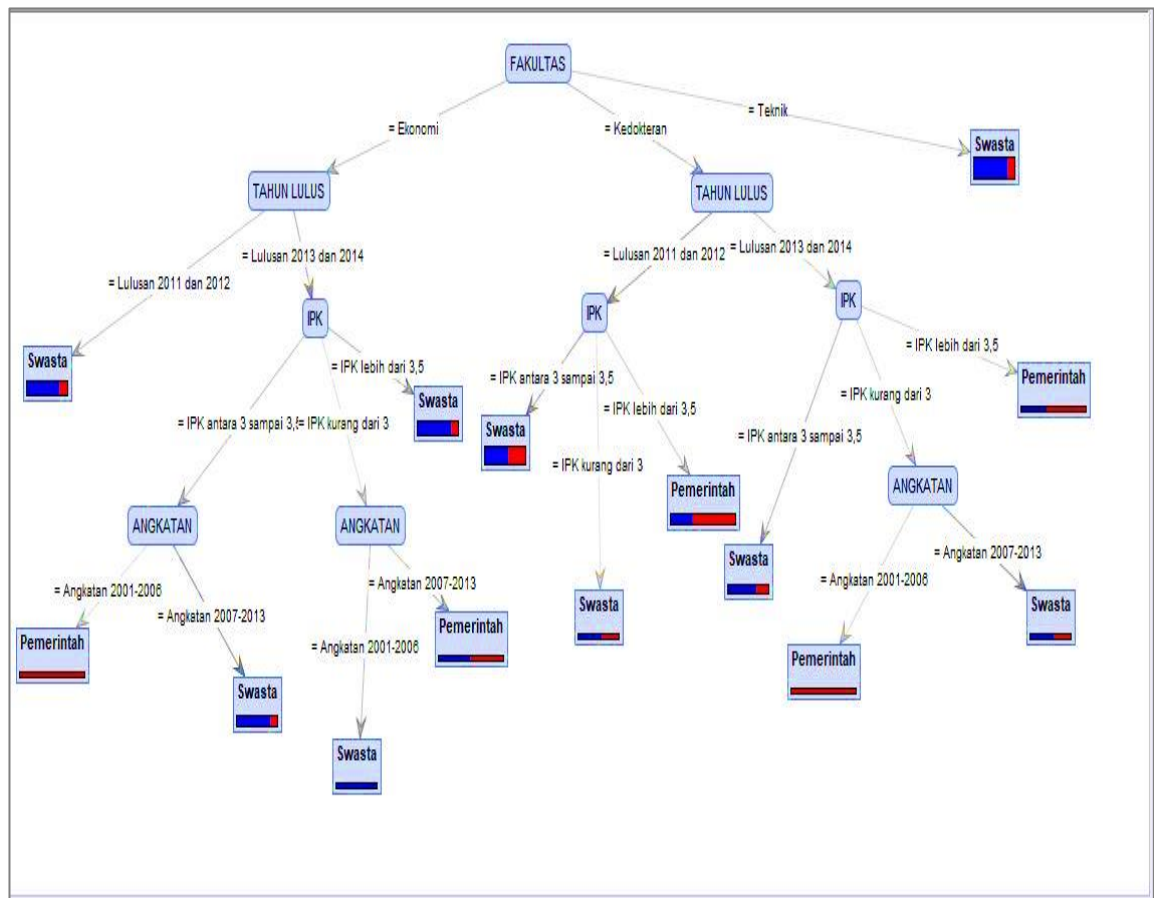 FAKULTAS
= Teknik
= Ekonomi
= Kedokteran
Swasta
TAHUN LULUS
TAHUN LULUS
= Lulusan 2013 dan 2014
= Lulusan 2011 dan 2012
= Lulusan 2013 dan 2014
= Lulusan 2011 dan 2012
IPK
IPK
IPK
= IPK lebih dari 3,5
Swasta
= IPK lebih dari 3,5
Pemerintah
= IPK antara 3 sampai 3,5
= IPK kurang dari 3
Swasta
= IPK lebih dari 3,5
= IPK antara 3 sampai 3,5
= IPK kurang dari 3
Swasta
= IPK antara 3 sampai 3,5
= IPK kurang dari 3
Pemerintah
ANGKATAN
ANGKATAN
ANGKATAN
Swasta
= Angkatan 2007-2013
= Angkatan 2001-2006
= Angkatan 2007-2013
= Angkatan 2001-2006
Swasta
Swasta
= Angkatan 2007-2013
Pemerintah
= Angkatan 2001-2006
Pemerintah
Pemerintah
Swasta
Swasta